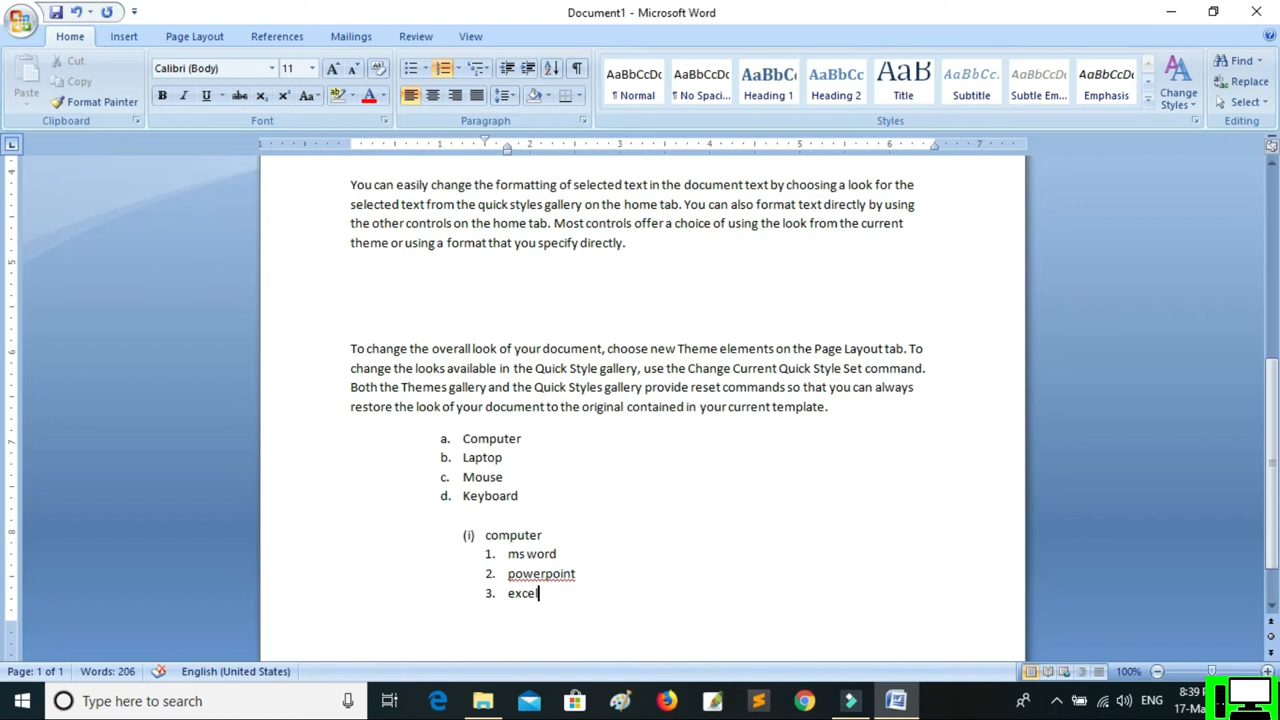 Document1 - Microsoft Word
Home Insert Page Layout References Mailings Review View
Cut
Copy
Paste
Format Painter
Calibri (Body) 11
AaBbCcDc AaBbCcDc AaBbC AaBbCc AaB AaBbCc. AaBbCcDc AaBbCcDc
¶ Normal ¶ No Spaci... Heading 1 Heading 2 Title Subtitle Subtle Em... Emphasis
Change Styles
Find
Replace
Select
Clipboard Font Paragraph Styles Editing
1 1 2 3 4 5 6 7
You can easily change the formatting of selected text in the document text by choosing a look for the
selected text from the quick styles gallery on the home tab. You can also format text directly by using
the other controls on the home tab. Most controls offer a choice of using the look from the current
theme or using a format that you specify directly.
To change the overall look of your document, choose new Theme elements on the Page Layout tab. To
change the looks available in the Quick Style gallery, use the Change Current Quick Style Set command.
Both the Themes gallery and the Quick Styles gallery provide reset commands so that you can always
restore the look of your document to the original contained in your current template.
a. Computer
b. Laptop
c. Mouse
d. Keyboard
(i) computer
1. ms word
2. powerpoint
3. excel
Page: 1 of 1 Words: 206 English (United States) 100%
Type here to search ENG 8:39
17-Ma